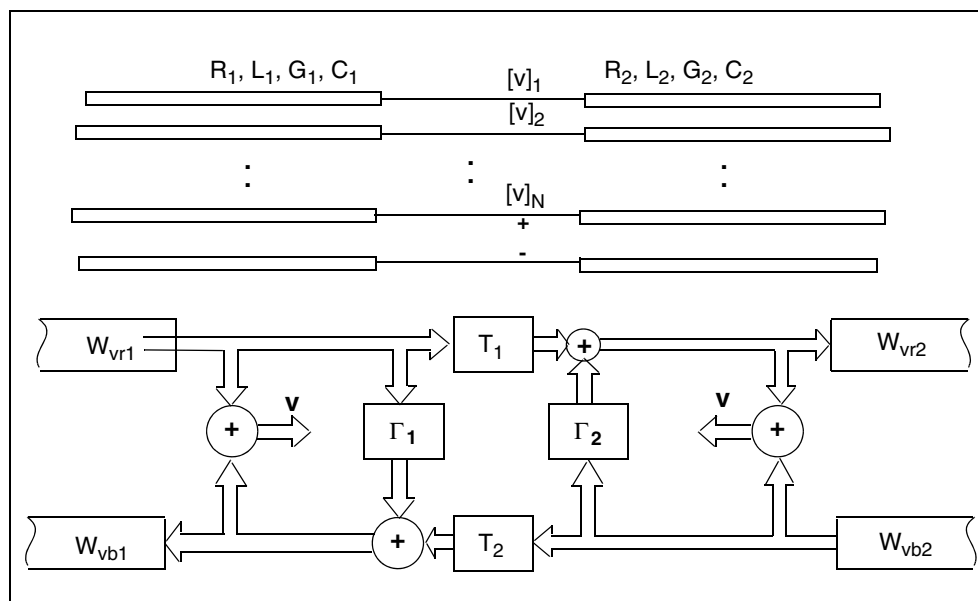 R₁, L₁, G₁, C₁ [v]₁ R₂, L₂, G₂, C₂
[v]₂
[v]N
+
-
Wvr1 T₁ + Wvr2
+ v Γ₁ Γ₂ v +
Wvb1 + T₂ Wvb2